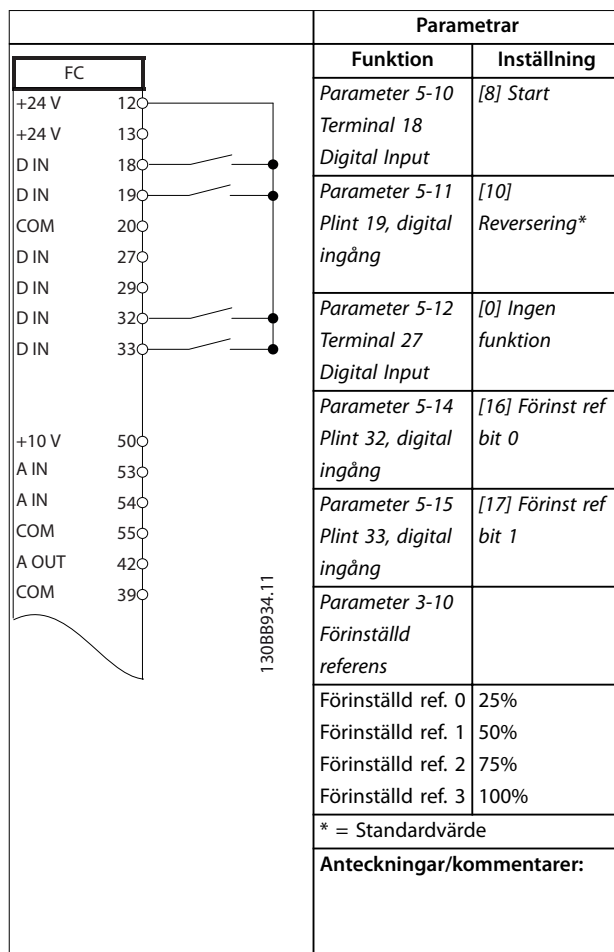 Parametrar
Funktion Inställning
FC
+24 V 12
+24 V 13
D IN 18
D IN 19
COM 20
D IN 27
D IN 29
D IN 32
D IN 33
+10 V 50
A IN 53
A IN 54
COM 55
A OUT 42
COM 39
130BB934.11
Parameter 5-10 [8] Start
Terminal 18
Digital Input
Parameter 5-11 [10]
Plint 19, digital Reversering*
ingång
Parameter 5-12 [0] Ingen
Terminal 27 funktion
Digital Input
Parameter 5-14 [16] Förinst ref
Plint 32, digital bit 0
ingång
Parameter 5-15 [17] Förinst ref
Plint 33, digital bit 1
ingång
Parameter 3-10
Förinställd
referens
Förinställd ref. 0 25%
Förinställd ref. 1 50%
Förinställd ref. 2 75%
Förinställd ref. 3 100%
* = Standardvärde
Anteckningar/kommentarer: